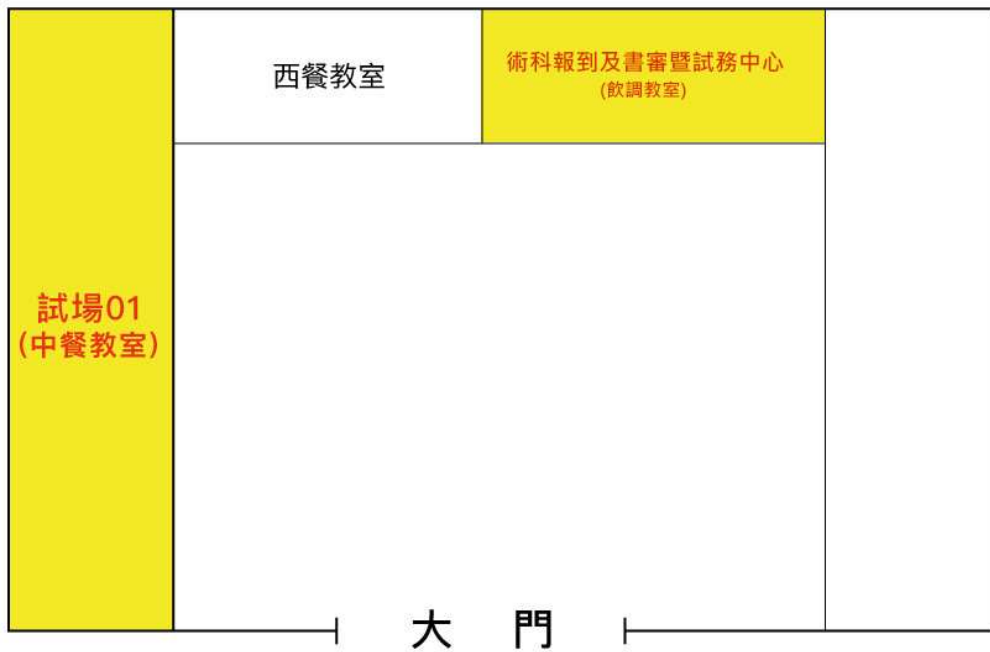 西餐教室
術科報到及書審暨試務中心
(飲調教室)
試場01
(中餐教室)
大 門